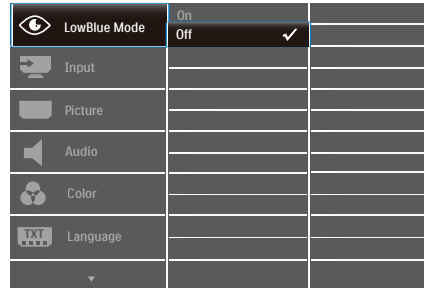 LowBlue Mode
On
Off
Input
Picture
Audio
Color
TXT
Language